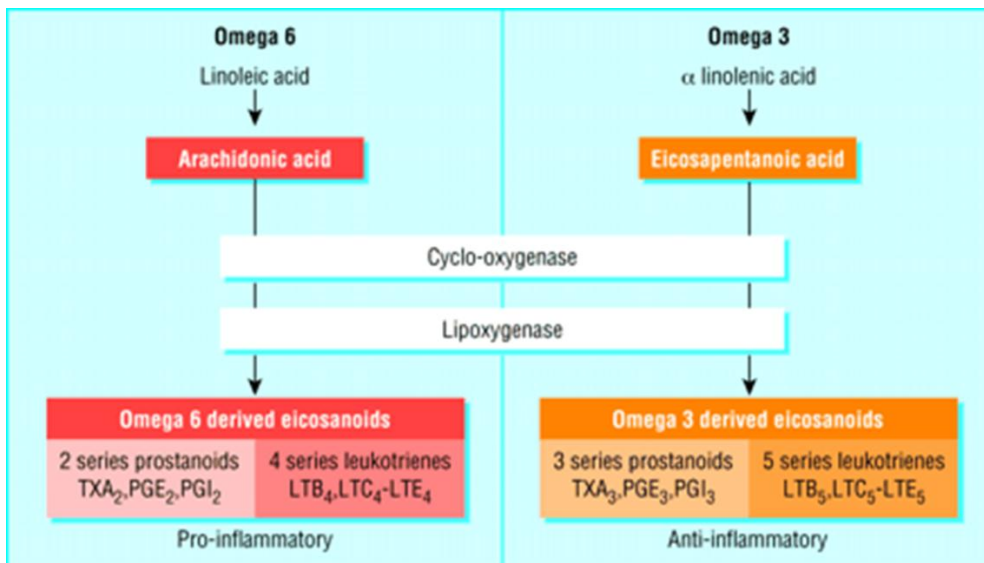 Omega 6
Linoleic acid
Arachidonic acid
Omega 3
α linolenic acid
Eicosapentanoic acid
Cyclo-oxygenase
Lipoxygenase
Omega 6 derived eicosanoids
2 series prostanoids
TXA₂,PGE₂,PGI₂
4 series leukotrienes
LTB₄,LTC₄-LTE₄
Pro-inflammatory
Omega 3 derived eicosanoids
3 series prostanoids
TXA₃,PGE₃,PGI₃
5 series leukotrienes
LTB₅,LTC₅-LTE₅
Anti-inflammatory